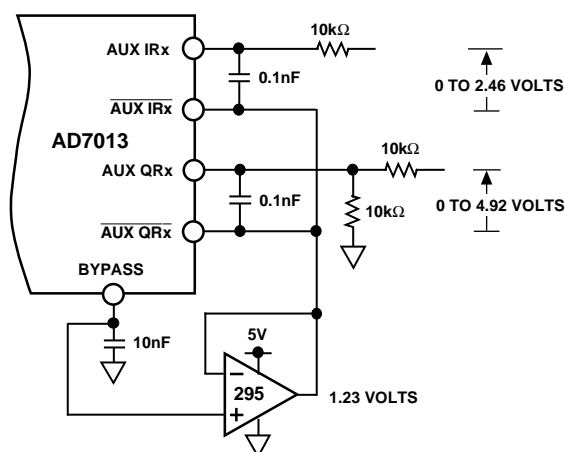 AUX IRx
10kΩ
0.1nF
0 TO 2.46 VOLTS
AUX IRx
AD7013
10kΩ
AUX QRx
0.1nF
10kΩ
0 TO 4.92 VOLTS
AUX QRx
BYPASS
10nF
5V
–
295
+
1.23 VOLTS